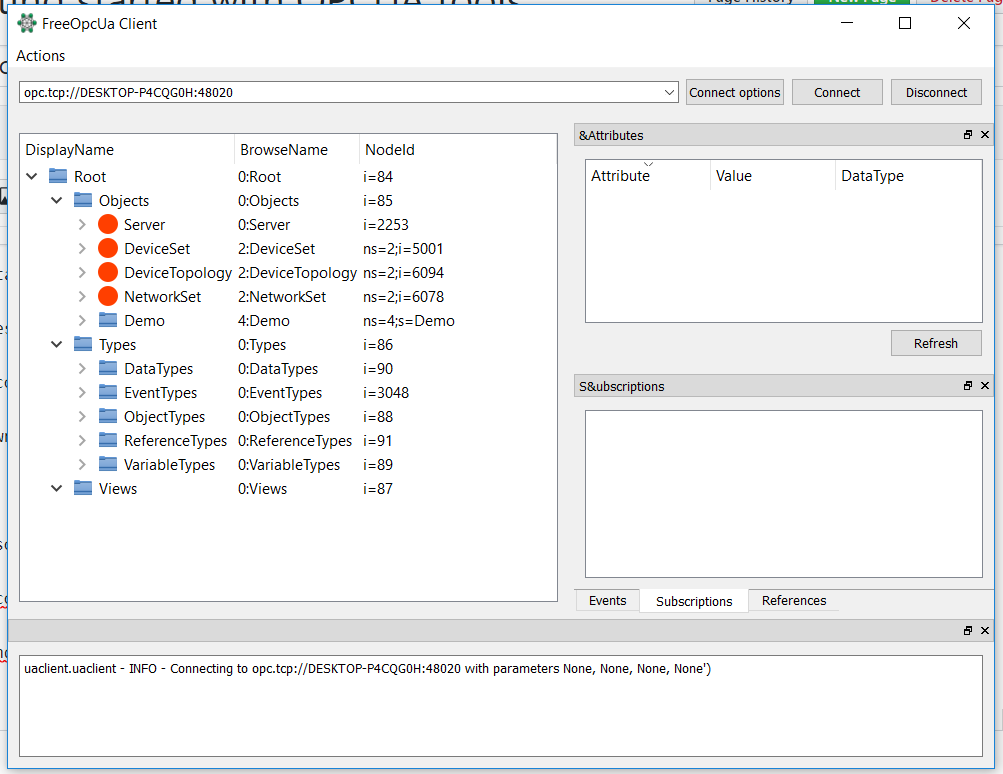 FreeOpcUa Client
Actions
opc.tcp://DESKTOP-P4CQG0H:48020
Connect options
Connect
Disconnect
DisplayName BrowseName NodeId
Root 0:Root i=84
Objects 0:Objects i=85
Server 0:Server i=2253
DeviceSet 2:DeviceSet ns=2;i=5001
DeviceTopology 2:DeviceTopology ns=2;i=6094
NetworkSet 2:NetworkSet ns=2;i=6078
Demo 4:Demo ns=4;s=Demo
Types 0:Types i=86
DataTypes 0:DataTypes i=90
EventTypes 0:EventTypes i=3048
ObjectTypes 0:ObjectTypes i=88
ReferenceTypes 0:ReferenceTypes i=91
VariableTypes 0:VariableTypes i=89
Views 0:Views i=87
&Attributes
Attribute Value DataType
Refresh
S&ubscriptions
Events Subscriptions References
uaclient.uaclient - INFO - Connecting to opc.tcp://DESKTOP-P4CQG0H:48020 with parameters None, None, None, None')